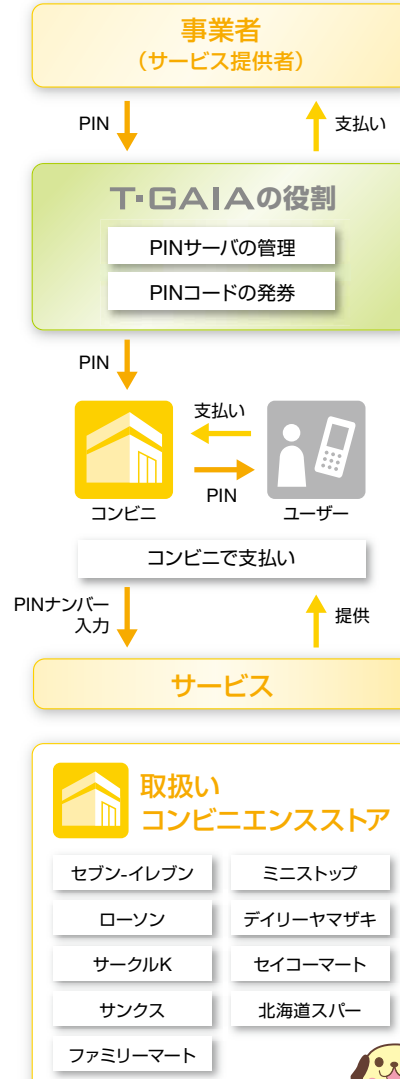 事業者
（サービス提供者）
PIN
支払い
T・GAIAの役割
PINサーバの管理
PINコードの発券
PIN
支払い
PIN
コンビニ
ユーザー
コンビニで支払い
PINナンバー
入力
提供
サービス
取扱い
コンビニエンスストア
セブン-イレブン
ミニストップ
ローソン
デイリーヤマザキ
サークルK
セイコーマート
サンクス
北海道スパー
ファミリーマート